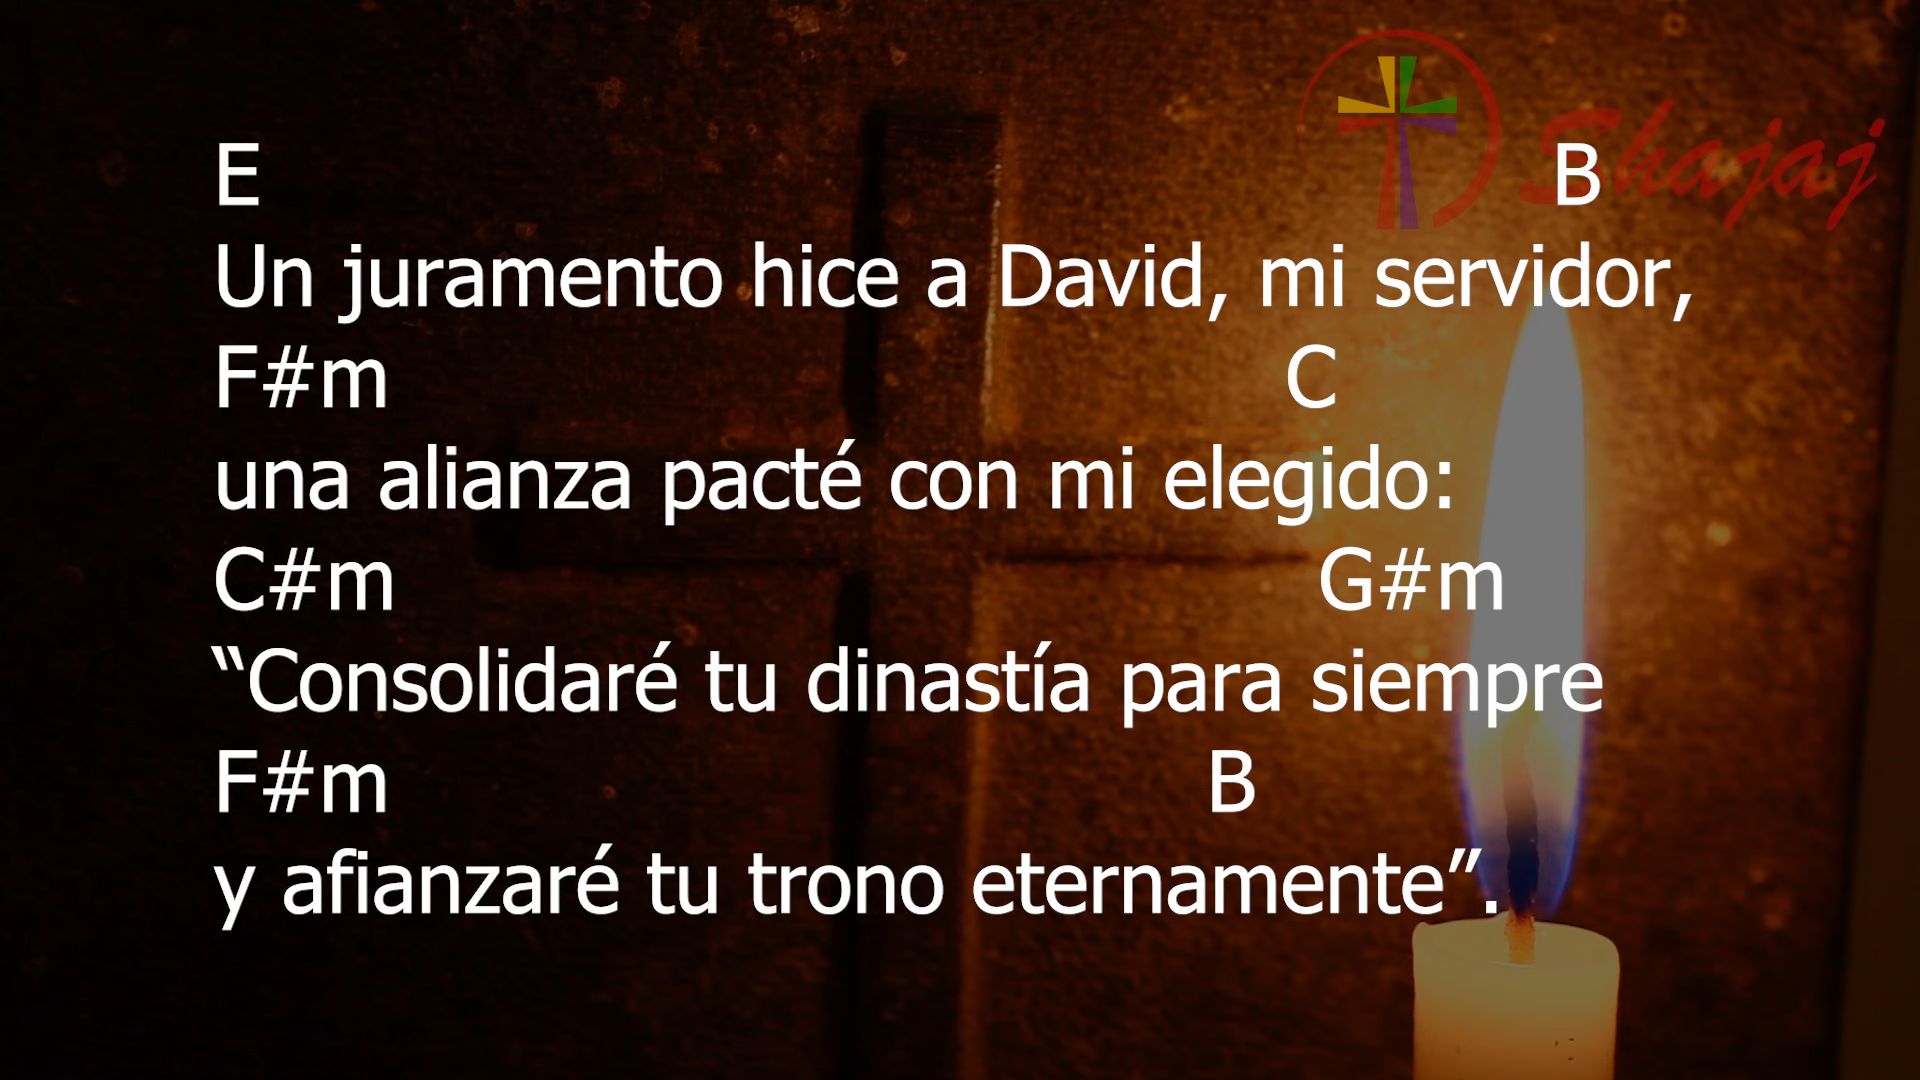 Shajaj
E B
Un juramento hice a David, mi servidor,
F#m C
una alianza pacté con mi elegido:
C#m G#m
“Consolidaré tu dinastía para siempre
F#m B
y afianzaré tu trono eternamente”.